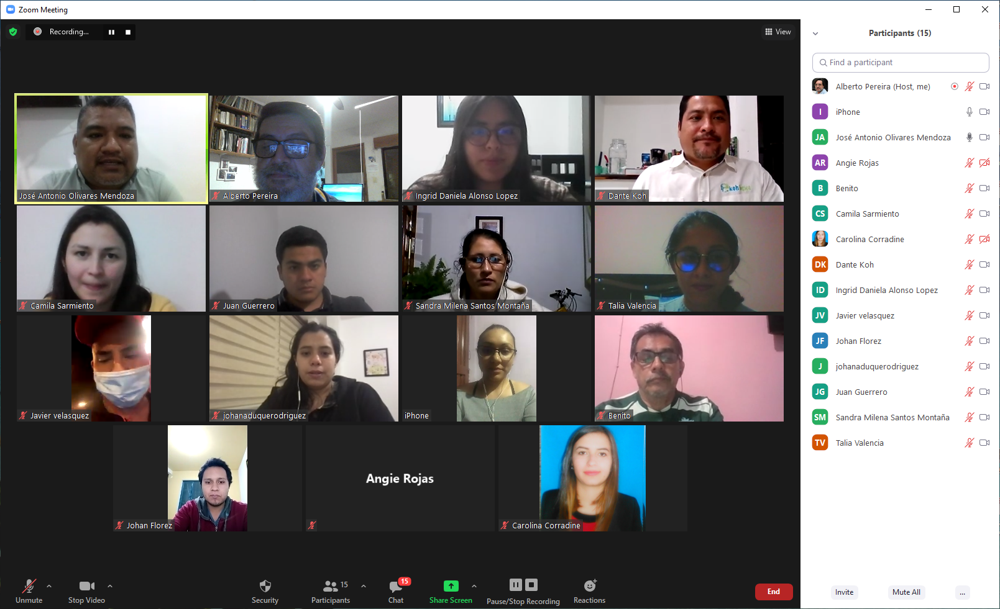 Zoom Meeting
Recording...
View
José Antonio Olivares Mendoza
Alberto Pereira
Ingrid Daniela Alonso Lopez
Dante Koh
Camila Sarmiento
Juan Guerrero
Sandra Milena Santos Montaña
Talia Valencia
Javier velasquez
johanaduquerodriguez
iPhone
Benito
Johan Florez
Angie Rojas
Carolina Corradine
Unmute
Stop Video
Security
15
Participants
15
Chat
Share Screen
Pause/Stop Recording
Reactions
End
Participants (15)
Find a participant
Alberto Pereira (Host, me)
I iPhone
JA José Antonio Olivares Mendoza
AR Angie Rojas
B Benito
CS Camila Sarmiento
Carolina Corradine
DK Dante Koh
ID Ingrid Daniela Alonso Lopez
JV Javier velasquez
JF Johan Florez
J johanaduquerodriguez
JG Juan Guerrero
SM Sandra Milena Santos Montaña
TV Talia Valencia
Invite
Mute All
...